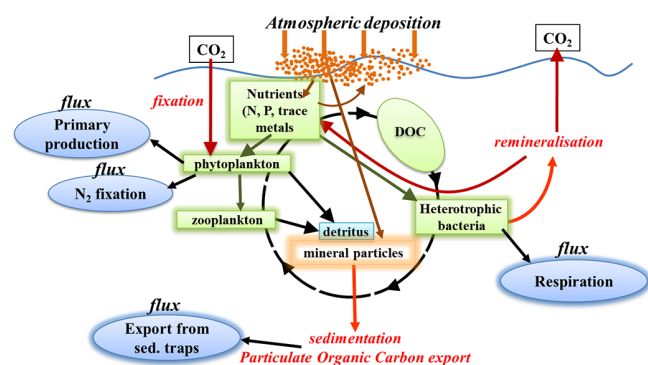 Atmospheric deposition
CO2
CO2
fixation
Nutrients
(N, P, trace
metals
DOC
remineralisation
flux
Primary
production
phytoplankton
flux
N2 fixation
zooplankton
detritus
mineral particles
Heterotrophic
bacteria
flux
Respiration
flux
Export from
sed. traps
sedimentation
Particulate Organic Carbon export